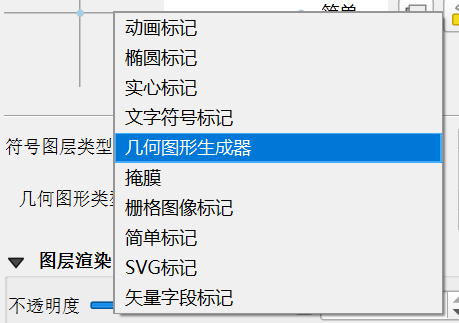 简单
动画标记
椭圆标记
实心标记
文字符号标记
符号图层类型
几何图形生成器
掩膜
几何图形类型
栅格图像标记
简单标记
图层渲染
SVG标记
不透明度
矢量字段标记